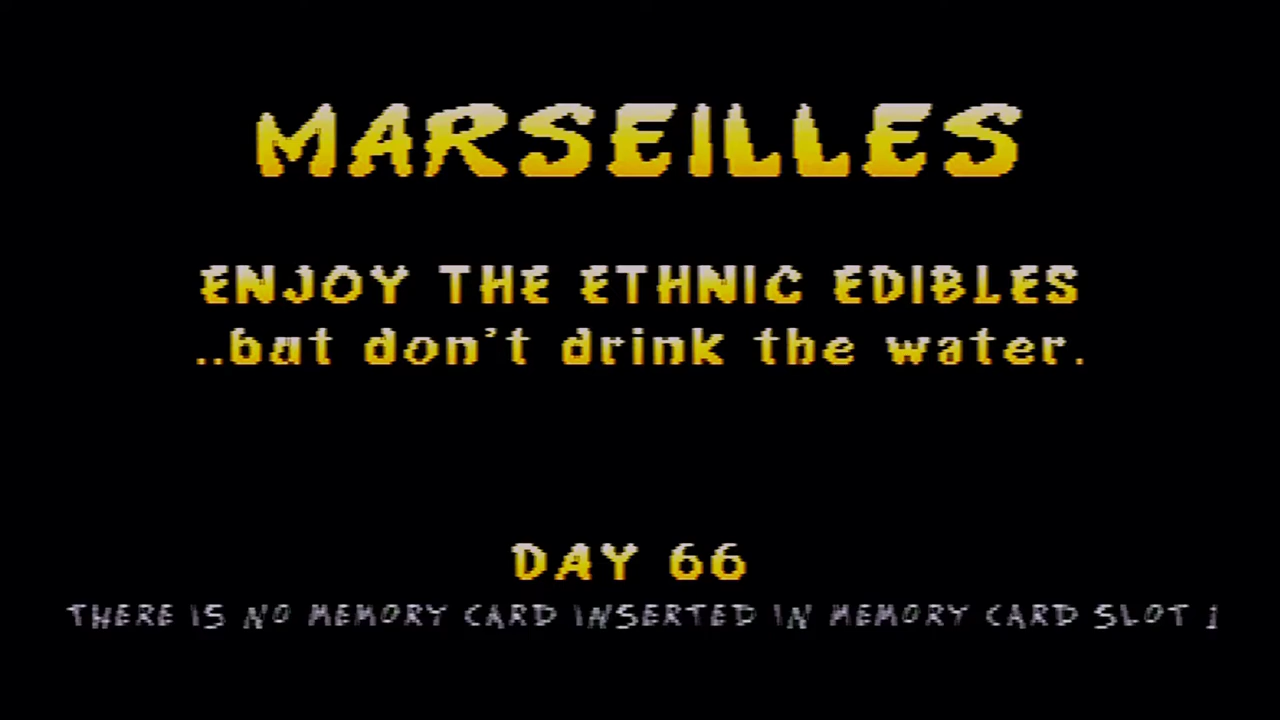 MARSEILLES
ENJOY THE ETHNIC EDIBLES
..but don't drink the water.
DAY 66
THERE IS NO MEMORY CARD INSERTED IN MEMORY CARD SLOT 1